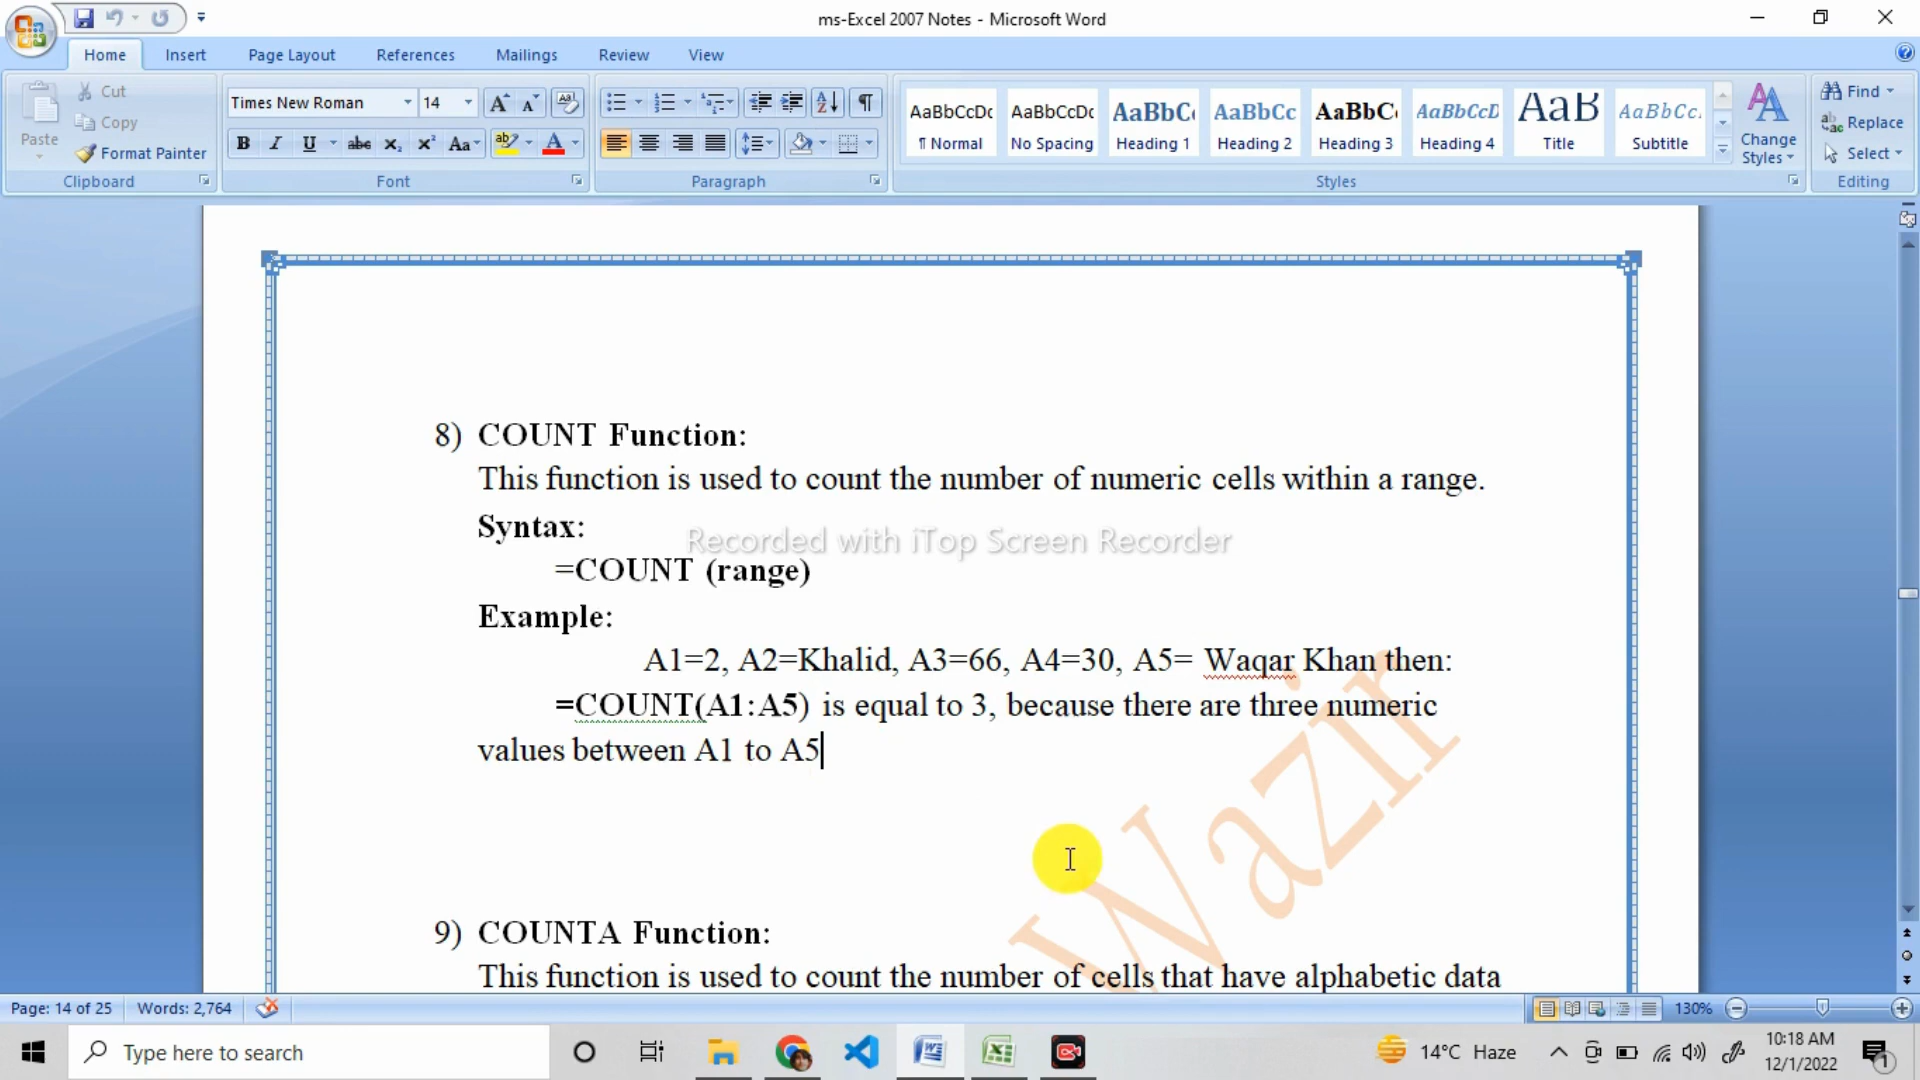 ms-Excel 2007 Notes - Microsoft Word
Home Insert Page Layout References Mailings Review View
Paste
Cut
Copy
Format Painter
Clipboard
Times New Roman 14
Font
Paragraph
AaBbCcDc AaBbCcDc AaBbC AaBbCc AaBbC AaBbCcD AaB AaBbCc.
¶ Normal No Spacing Heading 1 Heading 2 Heading 3 Heading 4 Title Subtitle
Change Styles
Styles
Find
Replace
Select
Editing
8) COUNT Function:
This function is used to count the number of numeric cells within a range.
Syntax:
Recorded with iTop Screen Recorder
=COUNT (range)
Example:
A1=2, A2=Khalid, A3=66, A4=30, A5= Waqar Khan then:
=COUNT(A1:A5) is equal to 3, because there are three numeric
values between A1 to A5
Wazir
9) COUNTA Function:
This function is used to count the number of cells that have alphabetic data
Page: 14 of 25 Words: 2,764 130%
Type here to search
14°C Haze
10:18 AM
12/1/2022
1